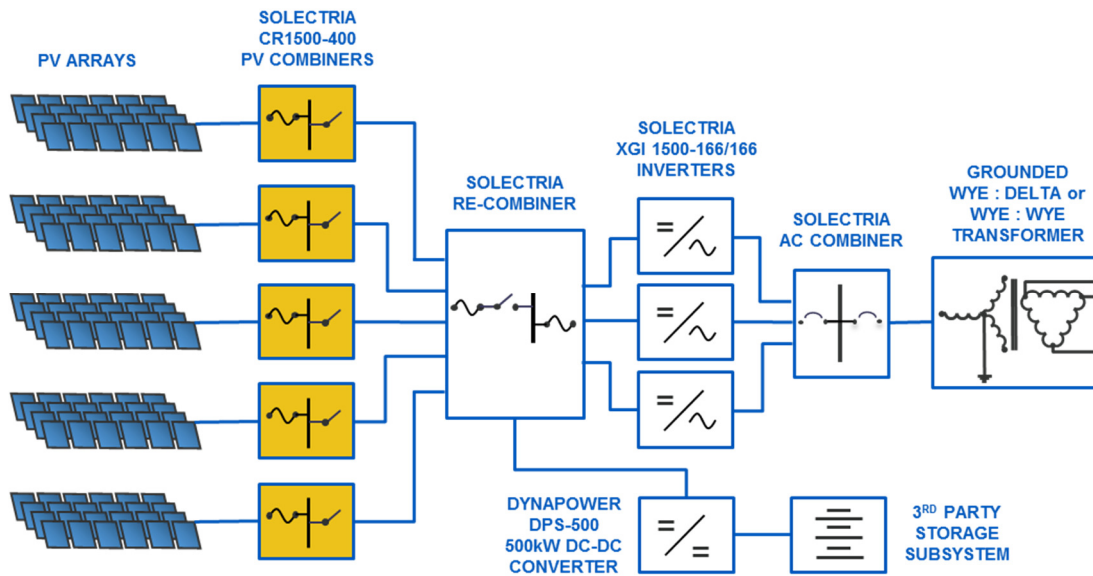 PV ARRAYS
SOLECTRIA
CR1500-400
PV COMBINERS
SOLECTRIA
RE-COMBINER
SOLECTRIA
XGI 1500-166/166
INVERTERS
SOLECTRIA
AC COMBINER
GROUNDED
WYE : DELTA or
WYE : WYE
TRANSFORMER
DYNAPOWER
DPS-500
500kW DC-DC
CONVERTER
3RD PARTY
STORAGE
SUBSYSTEM